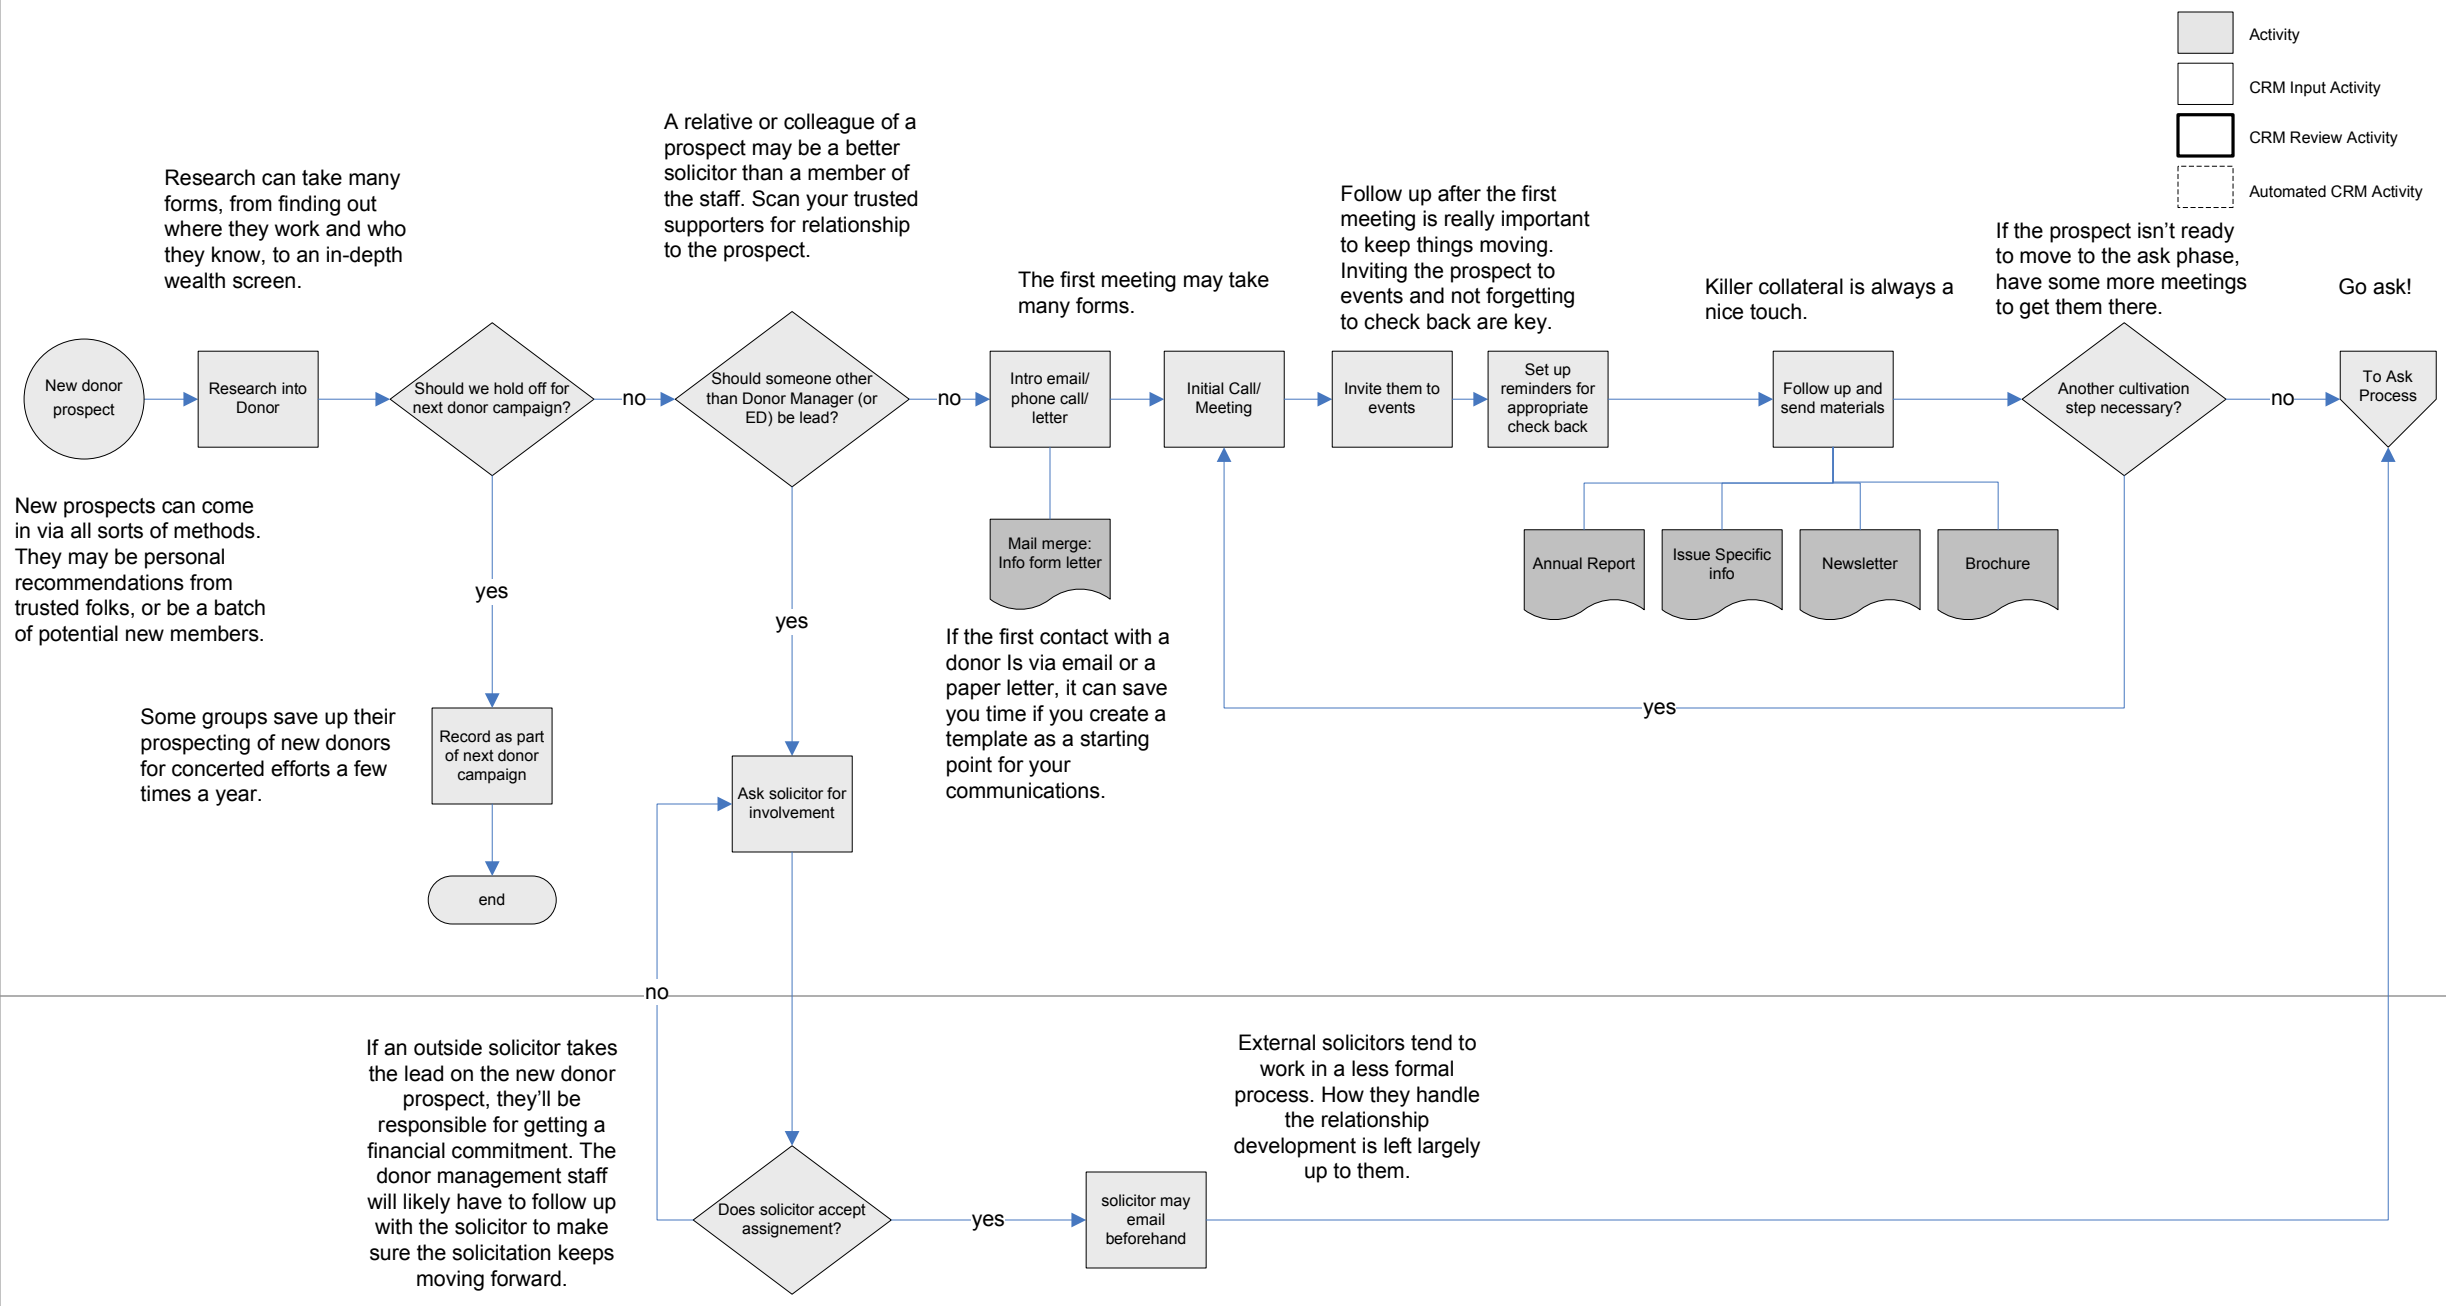 Activity
CRM Input Activity
CRM Review Activity
Automated CRM Activity
Research can take many
forms, from finding out
where they work and who
they know, to an in-depth
wealth screen.
A relative or colleague of a
prospect may be a better
solicitor than a member of
the staff. Scan your trusted
supporters for relationship
to the prospect.
The first meeting may take
many forms.
Follow up after the first
meeting is really important
to keep things moving.
Inviting the prospect to
events and not forgetting
to check back are key.
Killer collateral is always a
nice touch.
If the prospect isn't ready
to move to the ask phase,
have some more meetings
to get them there.
Go ask!
New donor
prospect
Research into
Donor
Should we hold off for
next donor campaign?
no
Should someone other
than Donor Manager (or
ED) be lead?
no
Intro email/
phone call/
letter
Initial Call/
Meeting
Invite them to
events
Set up
reminders for
appropriate
check back
Follow up and
send materials
Another cultivation
step necessary?
no
To Ask
Process
New prospects can come
in via all sorts of methods.
They may be personal
recommendations from
trusted folks, or be a batch
of potential new members.
yes
yes
Mail merge:
Info form letter
Annual Report
Issue Specific
info
Newsletter
Brochure
If the first contact with a
donor Is via email or a
paper letter, it can save
you time if you create a
template as a starting
point for your
communications.
yes
Some groups save up their
prospecting of new donors
for concerted efforts a few
times a year.
Record as part
of next donor
campaign
end
Ask solicitor for
involvement
no
If an outside solicitor takes
the lead on the new donor
prospect, they'll be
responsible for getting a
financial commitment. The
donor management staff
will likely have to follow up
with the solicitor to make
sure the solicitation keeps
moving forward.
Does solicitor accept
assignement?
yes
solicitor may
email
beforehand
External solicitors tend to
work in a less formal
process. How they handle
the relationship
development is left largely
up to them.